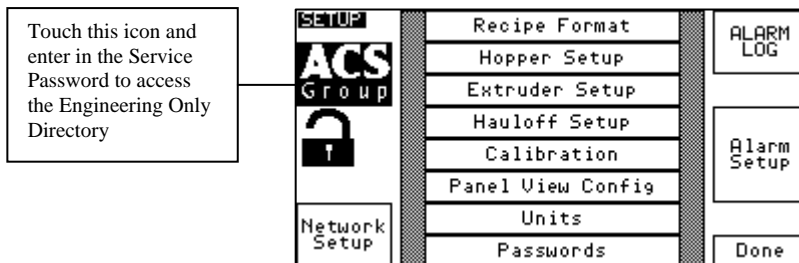 Touch this icon and
enter in the Service
Password to access
the Engineering Only
Directory
SETUP
ACS
Group
Network
Setup
Recipe Format
Hopper Setup
Extruder Setup
Hauloff Setup
Calibration
Panel View Config
Units
Passwords
ALARM
LOG
Alarm
Setup
Done